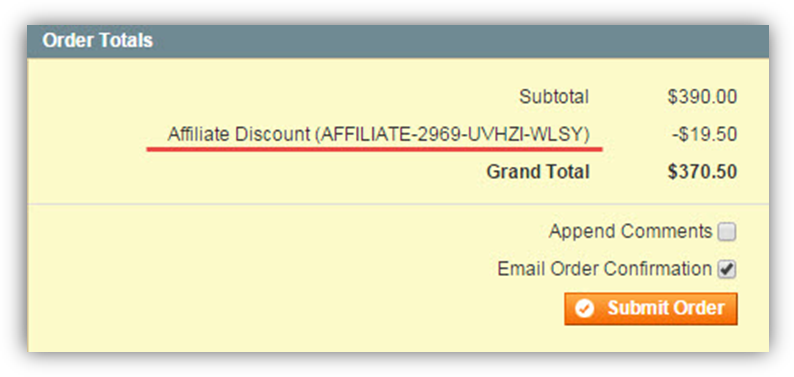 Order Totals
Subtotal $390.00
Affiliate Discount (AFFILIATE-2969-UVHZI-WLSY) -$19.50
Grand Total $370.50
Append Comments
Email Order Confirmation
Submit Order